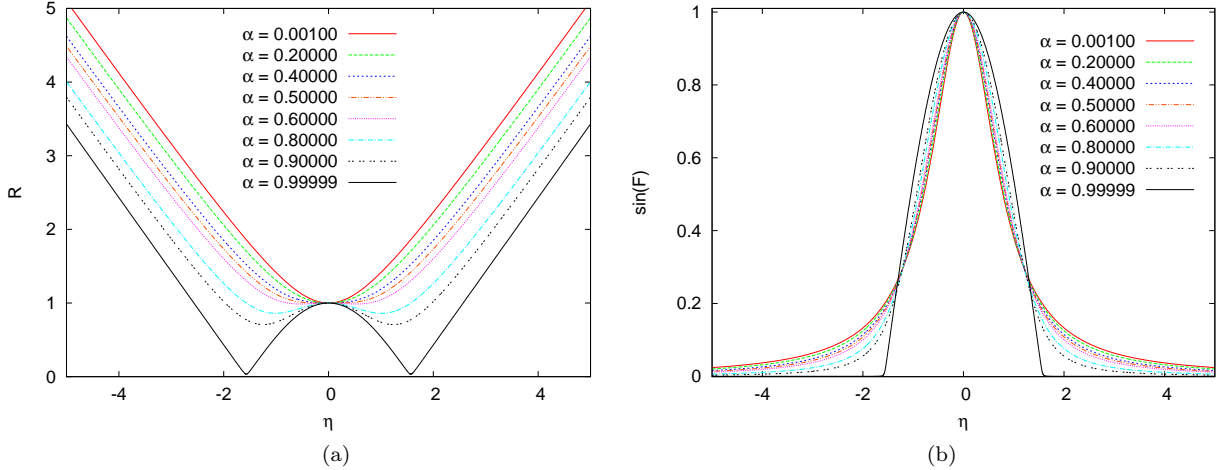 5
4
3
2
1
0
R
-4
-2
0
2
4
η
α = 0.00100
α = 0.20000
α = 0.40000
α = 0.50000
α = 0.60000
α = 0.80000
α = 0.90000
α = 0.99999
(a)
1
0.8
0.6
0.4
0.2
0
sin(F)
-4
-2
0
2
4
η
α = 0.00100
α = 0.20000
α = 0.40000
α = 0.50000
α = 0.60000
α = 0.80000
α = 0.90000
α = 0.99999
(b)